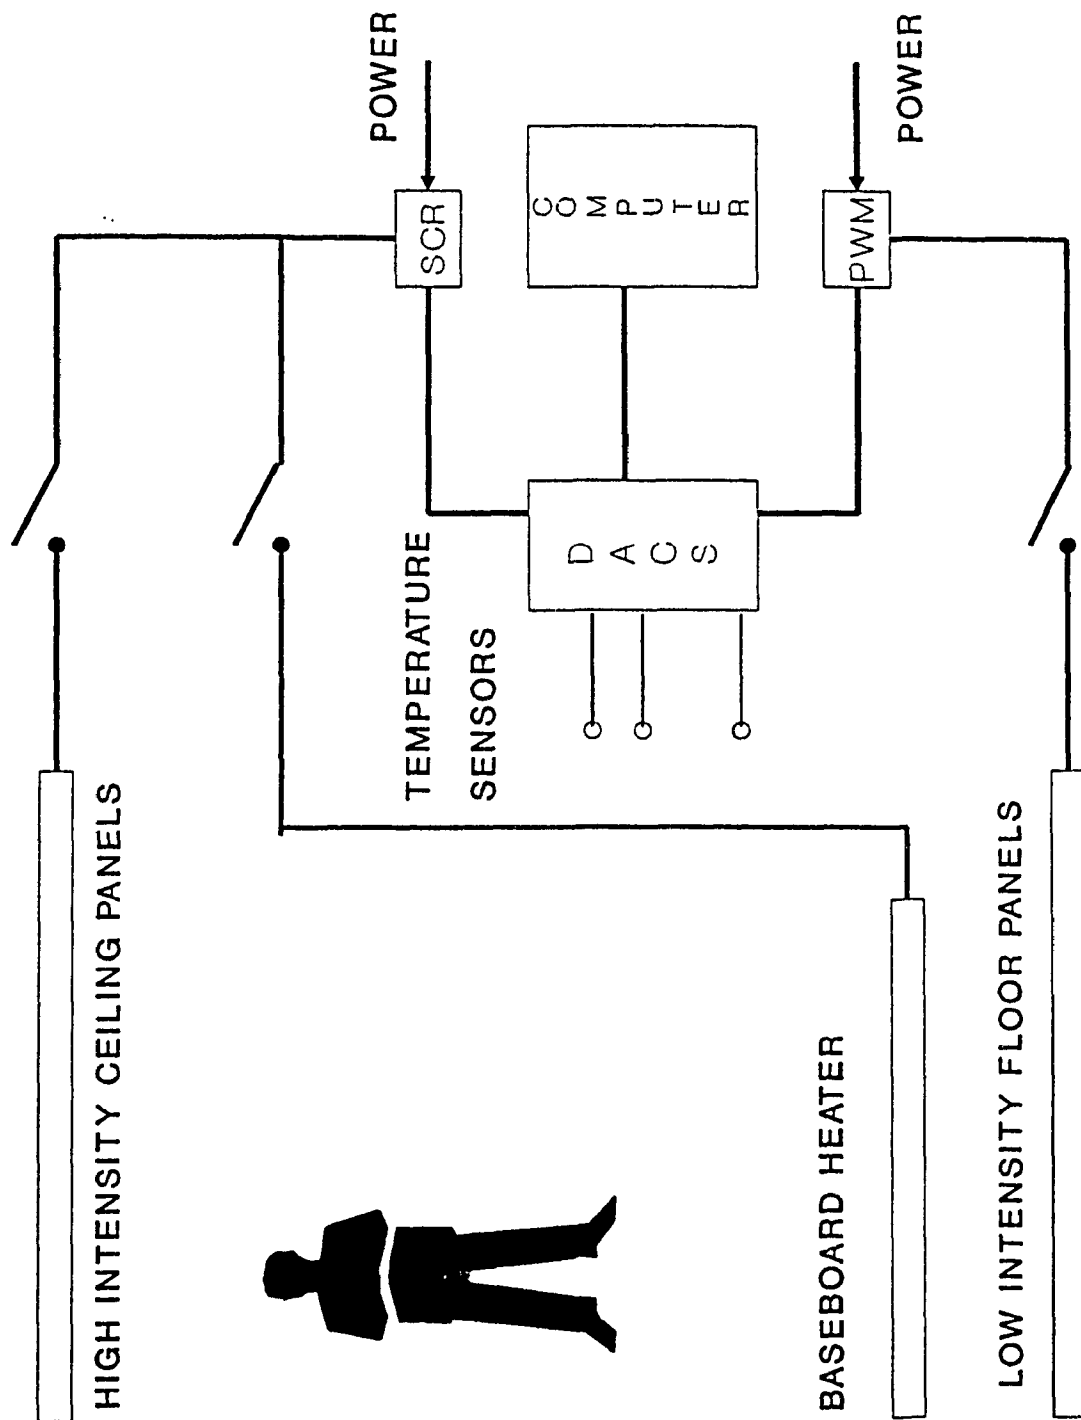 HIGH INTENSITY CEILING PANELS
POWER
SCR
TEMPERATURE
SENSORS
DACS
COMPUTER
PWM
POWER
BASEBOARD HEATER
LOW INTENSITY FLOOR PANELS